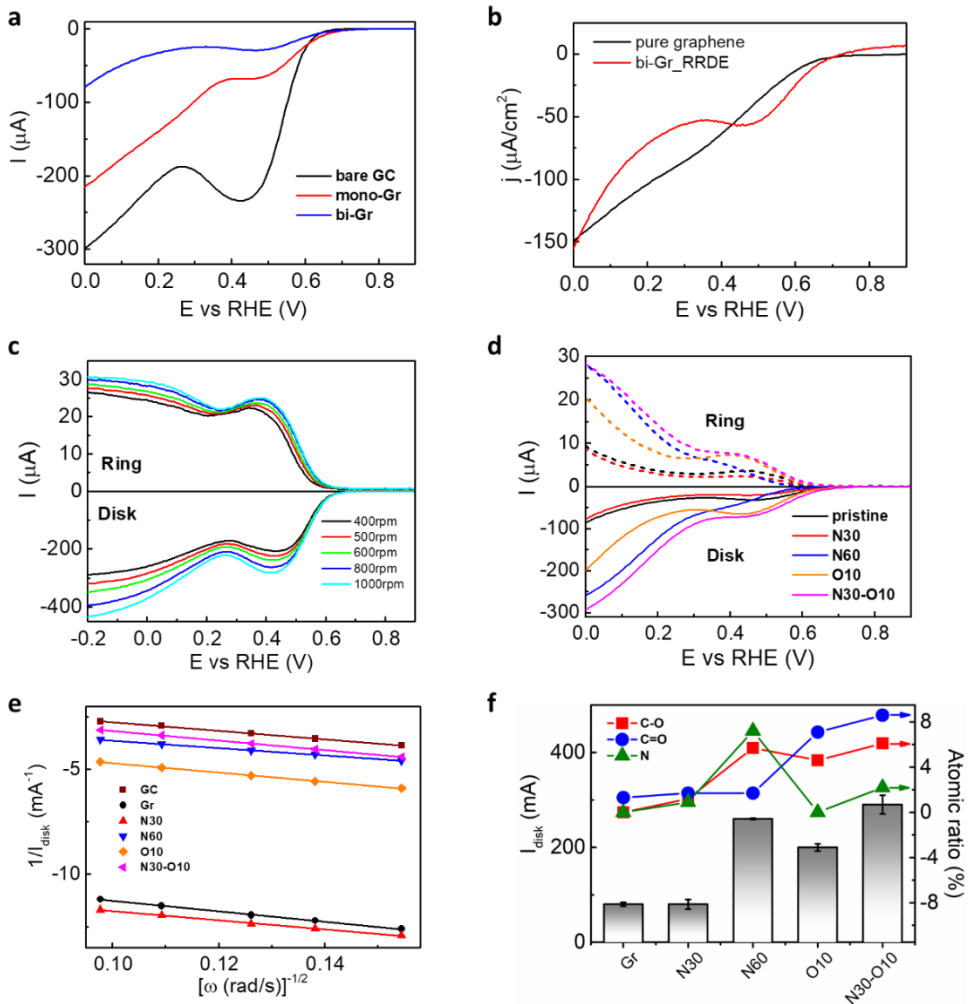 a
0
-100
-200
-300
I (μA)
bare GC
mono-Gr
bi-Gr
0.0 0.2 0.4 0.6 0.8
E vs RHE (V)
b
0
-50
-100
-150
j (μA/cm²)
pure graphene
bi-Gr_RRDE
0.0 0.2 0.4 0.6 0.8
E vs RHE (V)
c
30
20
10
0
-200
-400
I (μA)
Ring
Disk
400rpm
500rpm
600rpm
800rpm
1000rpm
-0.2 0.0 0.2 0.4 0.6 0.8
E vs RHE (V)
d
30
20
10
0
-100
-200
-300
I (μA)
Ring
Disk
pristine
N30
N60
O10
N30-O10
0.0 0.2 0.4 0.6 0.8
E vs RHE (V)
e
-5
-10
1/I_disk (mA⁻¹)
GC
Gr
N30
N60
O10
N30-O10
0.10 0.12 0.14
[ω (rad/s)]⁻¹/²
f
C-O
C=O
N
400
200
0
I_disk (mA)
8
4
0
-4
-8
Atomic ratio (%)
Gr N30 N60 O10 N30-O10